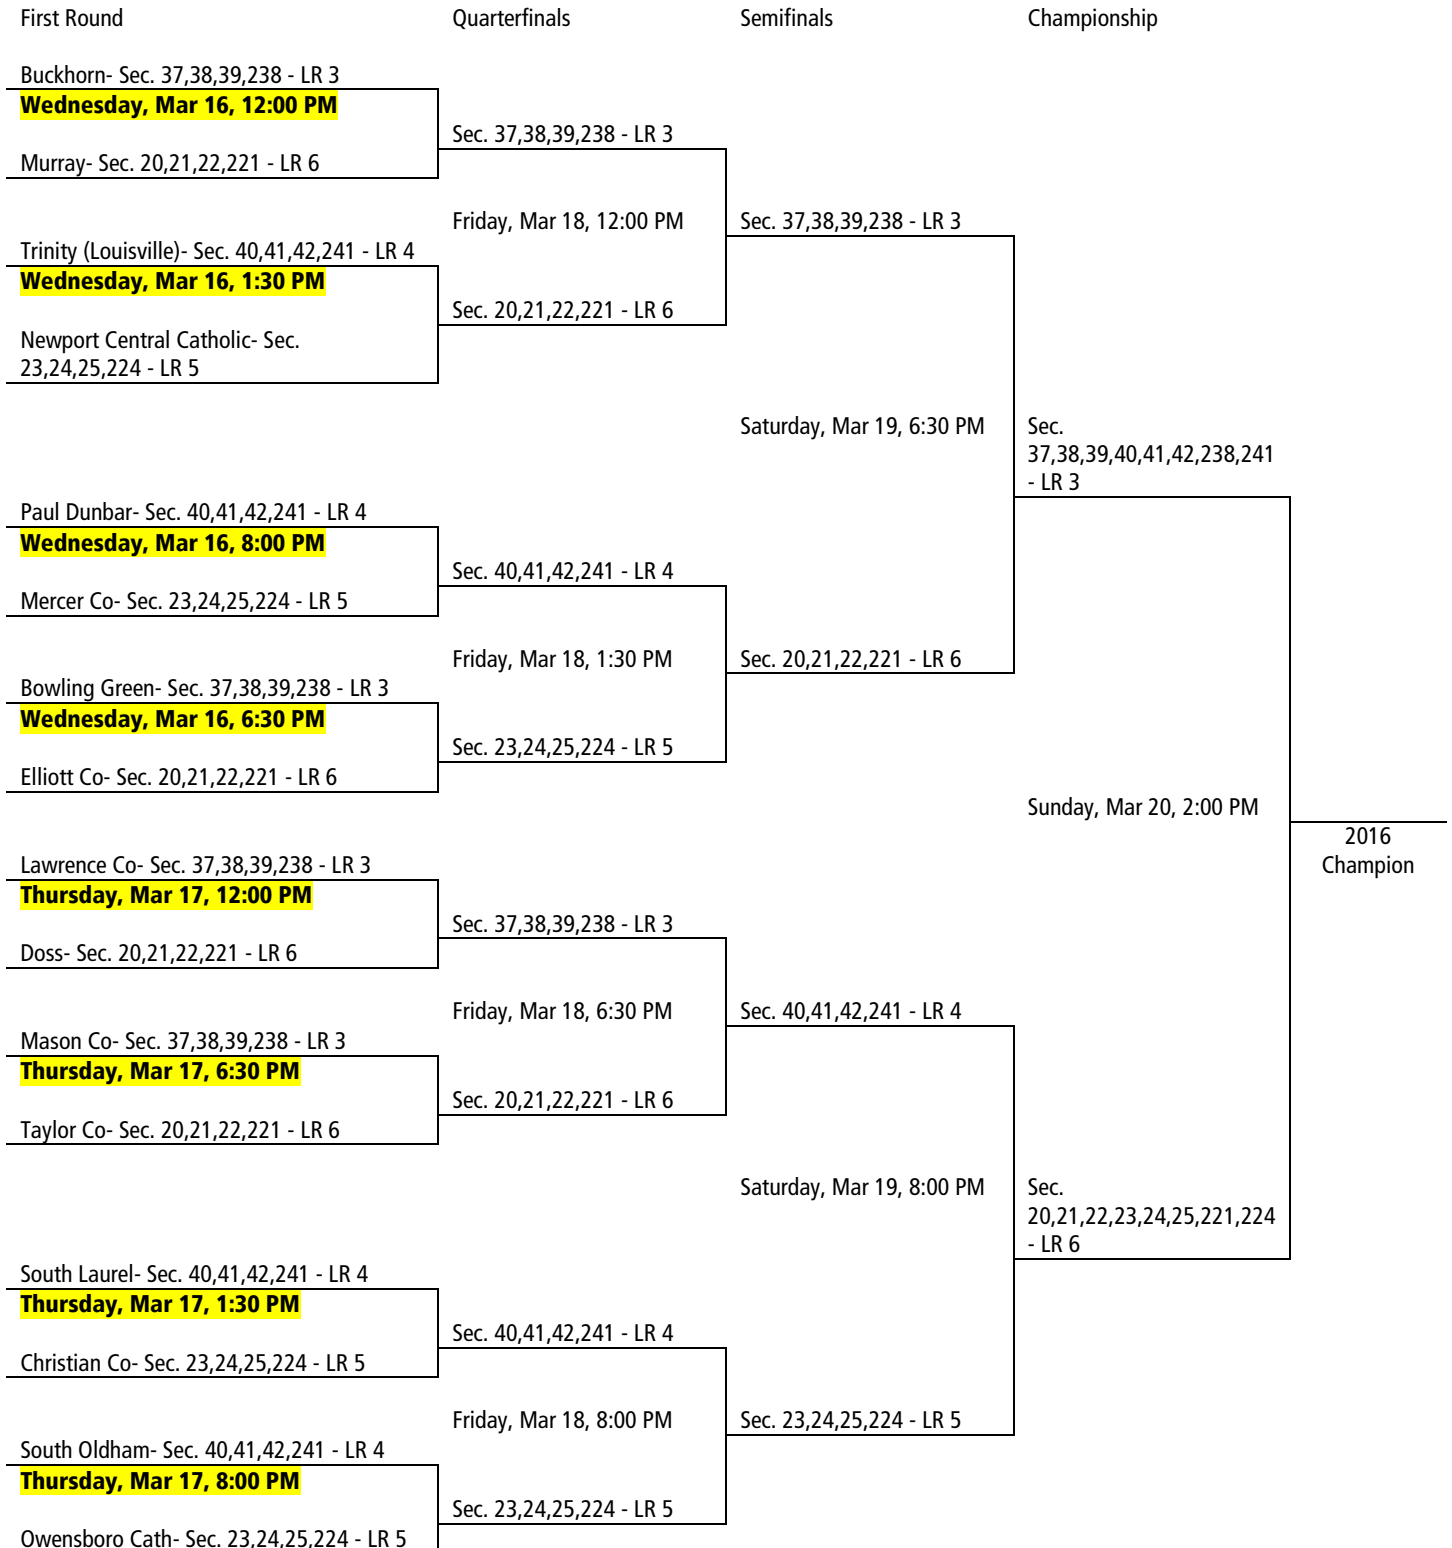 First Round
Quarterfinals
Semifinals
Championship
Buckhorn- Sec. 37,38,39,238 - LR 3
Wednesday, Mar 16, 12:00 PM
Sec. 37,38,39,238 - LR 3
Murray- Sec. 20,21,22,221 - LR 6
Friday, Mar 18, 12:00 PM
Sec. 37,38,39,238 - LR 3
Trinity (Louisville)- Sec. 40,41,42,241 - LR 4
Wednesday, Mar 16, 1:30 PM
Sec. 20,21,22,221 - LR 6
Newport Central Catholic- Sec.
23,24,25,224 - LR 5
Saturday, Mar 19, 6:30 PM
Sec.
37,38,39,40,41,42,238,241
- LR 3
Paul Dunbar- Sec. 40,41,42,241 - LR 4
Wednesday, Mar 16, 8:00 PM
Sec. 40,41,42,241 - LR 4
Mercer Co- Sec. 23,24,25,224 - LR 5
Friday, Mar 18, 1:30 PM
Sec. 20,21,22,221 - LR 6
Bowling Green- Sec. 37,38,39,238 - LR 3
Wednesday, Mar 16, 6:30 PM
Sec. 23,24,25,224 - LR 5
Elliott Co- Sec. 20,21,22,221 - LR 6
Sunday, Mar 20, 2:00 PM
2016
Champion
Lawrence Co- Sec. 37,38,39,238 - LR 3
Thursday, Mar 17, 12:00 PM
Sec. 37,38,39,238 - LR 3
Doss- Sec. 20,21,22,221 - LR 6
Friday, Mar 18, 6:30 PM
Sec. 40,41,42,241 - LR 4
Mason Co- Sec. 37,38,39,238 - LR 3
Thursday, Mar 17, 6:30 PM
Sec. 20,21,22,221 - LR 6
Taylor Co- Sec. 20,21,22,221 - LR 6
Saturday, Mar 19, 8:00 PM
Sec.
20,21,22,23,24,25,221,224
- LR 6
South Laurel- Sec. 40,41,42,241 - LR 4
Thursday, Mar 17, 1:30 PM
Sec. 40,41,42,241 - LR 4
Christian Co- Sec. 23,24,25,224 - LR 5
Friday, Mar 18, 8:00 PM
Sec. 23,24,25,224 - LR 5
South Oldham- Sec. 40,41,42,241 - LR 4
Thursday, Mar 17, 8:00 PM
Sec. 23,24,25,224 - LR 5
Owensboro Cath- Sec. 23,24,25,224 - LR 5